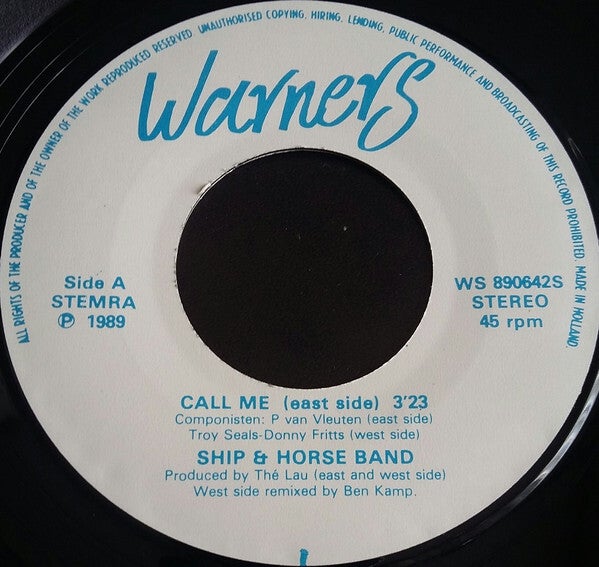 ALL RIGHTS OF THE PRODUCER AND OF THE OWNER OF THE WORK REPRODUCED RESERVED. UNAUTHORISED COPYING, HIRING, LENDING, PUBLIC PERFORMANCE AND BROADCASTING OF THIS RECORD PROHIBITED. MADE IN HOLLAND.
Warners
Side A
STEMRA
℗ 1989
WS 890642S
STEREO
45 rpm
CALL ME (east side) 3'23
Componisten: P van Vleuten (east side)
Troy Seals-Donny Fritts (west side)
SHIP & HORSE BAND
Produced by Thé Lau (east and west side)
West side remixed by Ben Kamp.